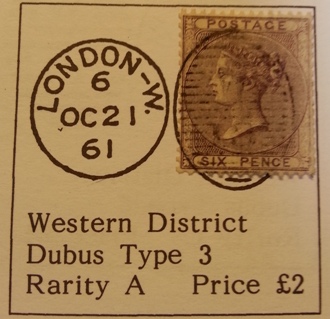 LONDON-W.
6
OC21
61
POSTAGE
SIX PENCE
Western District
Dubus Type 3
Rarity A Price £2